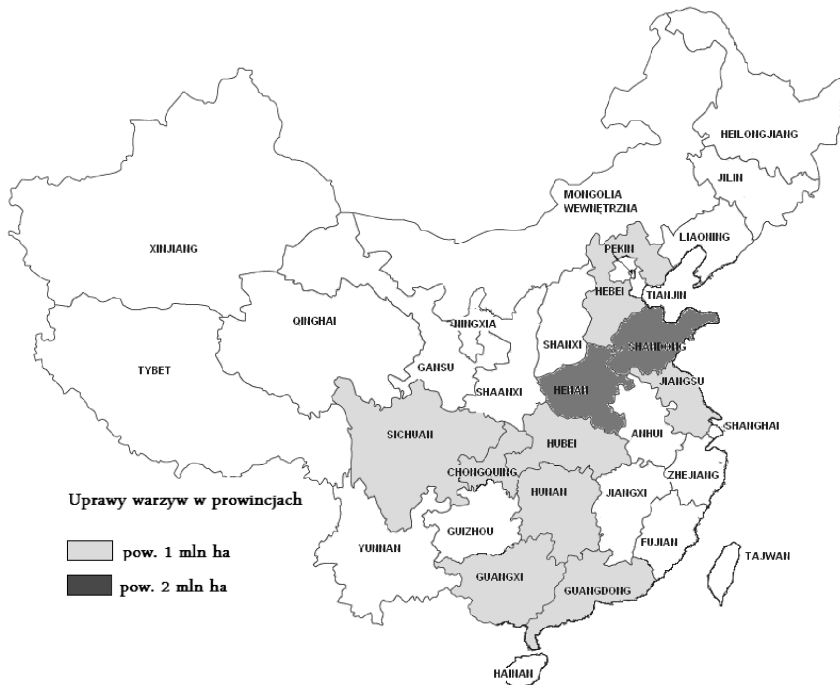 HEILONGJIANG
JILIN
MONGOLIA
WEWNĘTRZNA
LIAONING
PEKIN
XINJIANG
HEBEI
TIANJIN
QINGHAI
NINGXIA
SHANXI
SHANDONG
TYBET
GANSU
SHAANXI
HENAN
JIANGSU
SICHUAN
HUBEI
ANHUI
SHANGHAI
CHONGQUING
ZHEJIANG
HUNAN
JIANGXI
Uprawy warzyw w prowincjach
GUIZHOU
FUJIAN
YUNNAN
TAJWAN
pow. 1 mln ha
GUANGXI
GUANGDONG
pow. 2 mln ha
HAINAN